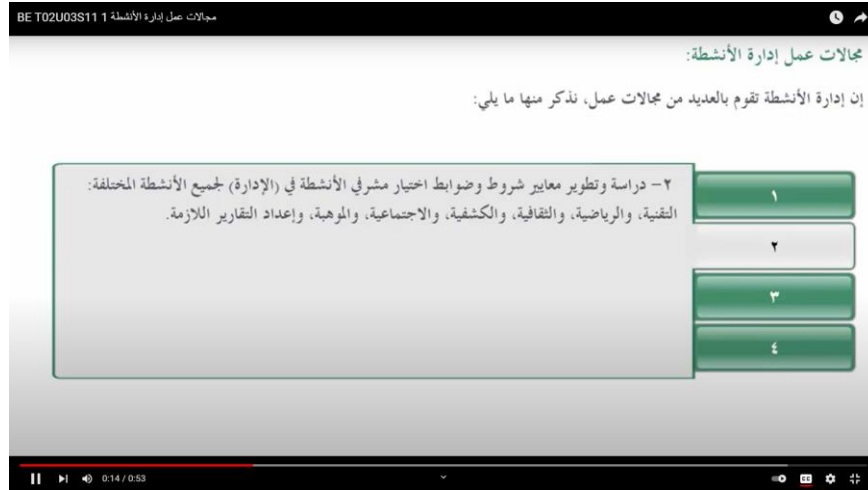 مجالات عمل إدارة الأنشطة 1 BE T02U03S11
مجالات عمل إدارة الأنشطة:
إن إدارة الأنشطة تقوم بالعديد من مجالات عمل، نذكر منها ما يلي:
١
٢
٣
٤
٢- دراسة وتطوير معايير شروط وضوابط اختيار مشرفي الأنشطة في (الإدارة) لجميع الأنشطة المختلفة:
التقنية، والرياضية، والثقافية، والكشفية، والاجتماعية، والموهبة، وإعداد التقارير اللازمة.
0:14 / 0:53
CC